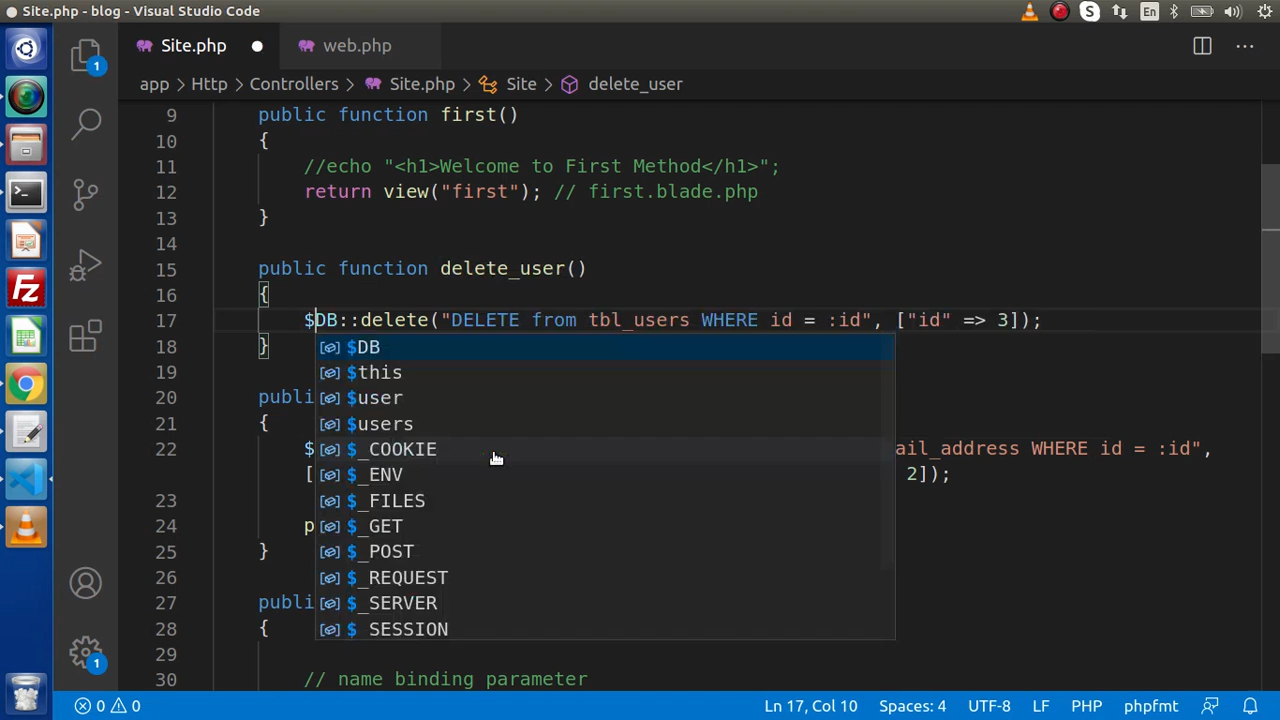 Site.php - blog - Visual Studio Code
S
En
Site.php
web.php
app > Http > Controllers > Site.php > Site > delete_user
1
9 public function first()
10 {
11 //echo "<h1>Welcome to First Method</h1>";
12 return view("first"); // first.blade.php
13 }
14
15 public function delete_user()
16 {
17 $DB::delete("DELETE from tbl_users WHERE id = :id", ["id" => 3]);
18 }
$DB
19
$this
20 publi
$user
21 {
$users
22 $
$_COOKIE
ail_address WHERE id = :id",
[
$_ENV
2]);
23
$_FILES
24 p
$_GET
25 }
$_POST
26
$_REQUEST
27 publi
$_SERVER
28 {
$_SESSION
29
30 // name binding parameter
1
Fz
0 0
Ln 17, Col 10
Spaces: 4
UTF-8
LF
PHP
phpfmt